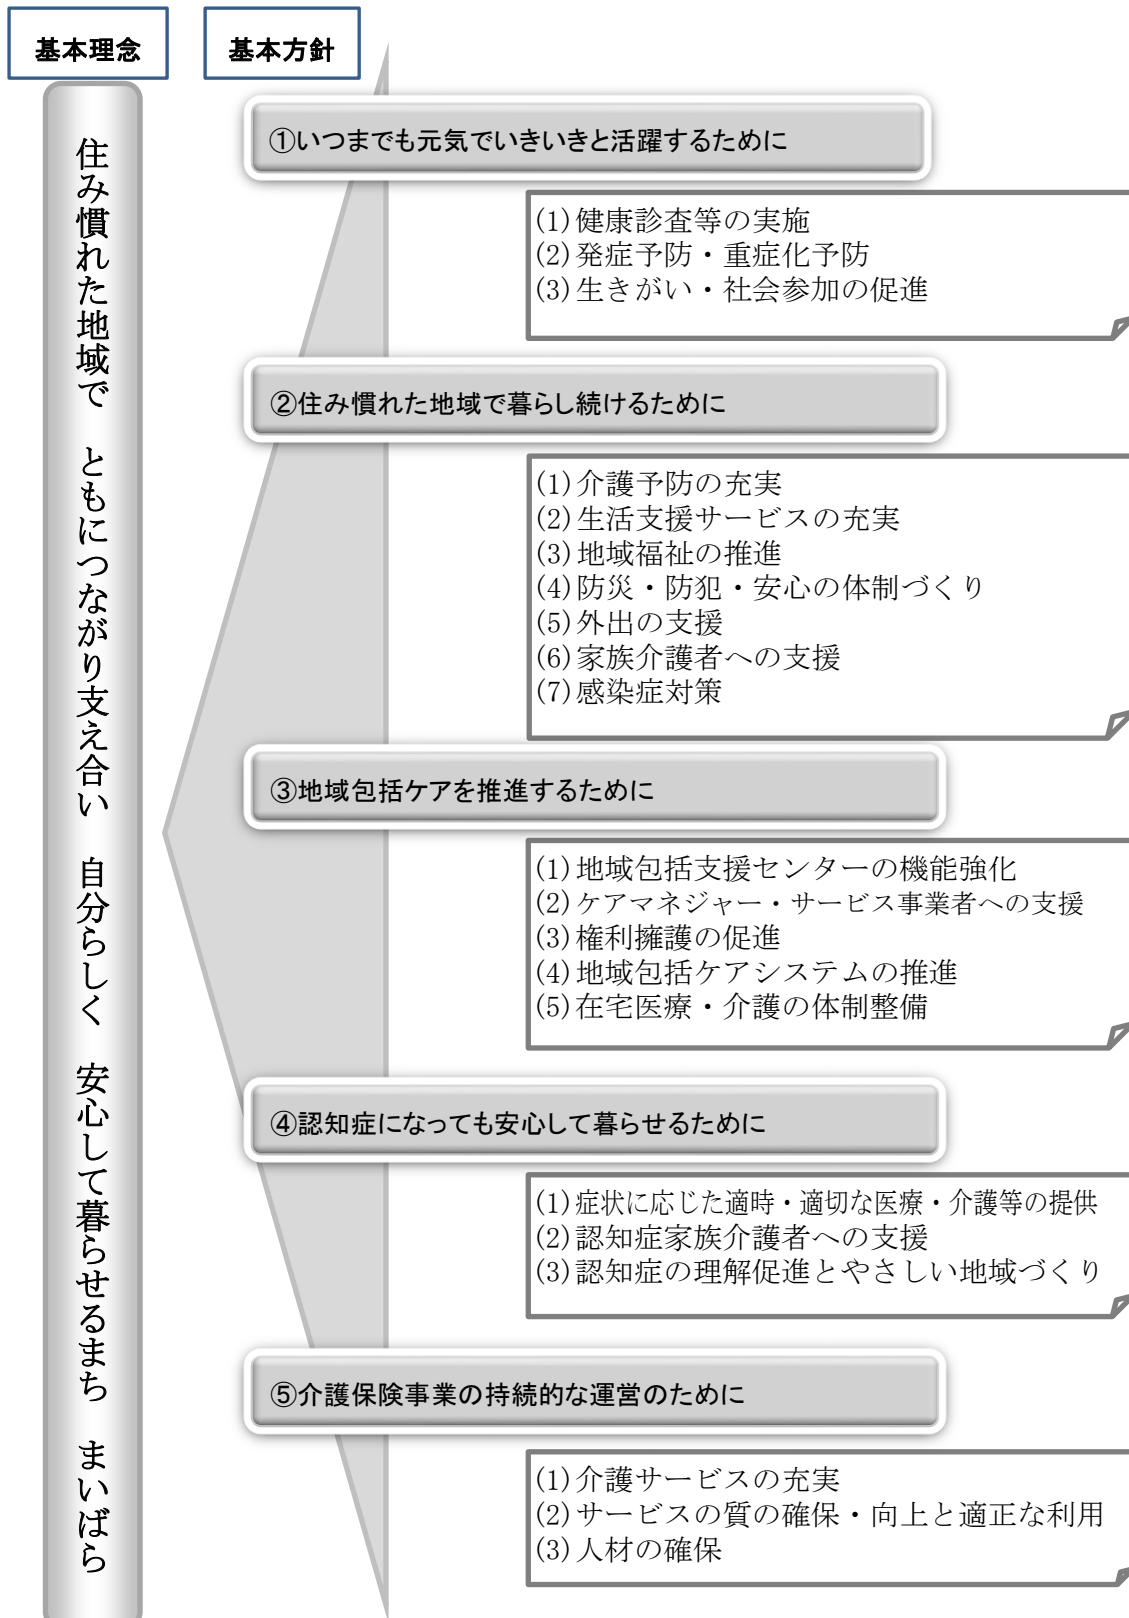 基本理念
基本方針
住み慣れた地域で　ともにつながり支え合い　自分らしく　安心して暮らせるまち　まいばら
①いつまでも元気でいきいきと活躍するために
(1)健康診査等の実施
(2)発症予防・重症化予防
(3)生きがい・社会参加の促進
②住み慣れた地域で暮らし続けるために
(1)介護予防の充実
(2)生活支援サービスの充実
(3)地域福祉の推進
(4)防災・防犯・安心の体制づくり
(5)外出の支援
(6)家族介護者への支援
(7)感染症対策
③地域包括ケアを推進するために
(1)地域包括支援センターの機能強化
(2)ケアマネジャー・サービス事業者への支援
(3)権利擁護の促進
(4)地域包括ケアシステムの推進
(5)在宅医療・介護の体制整備
④認知症になっても安心して暮らせるために
(1)症状に応じた適時・適切な医療・介護等の提供
(2)認知症家族介護者への支援
(3)認知症の理解促進とやさしい地域づくり
⑤介護保険事業の持続的な運営のために
(1)介護サービスの充実
(2)サービスの質の確保・向上と適正な利用
(3)人材の確保